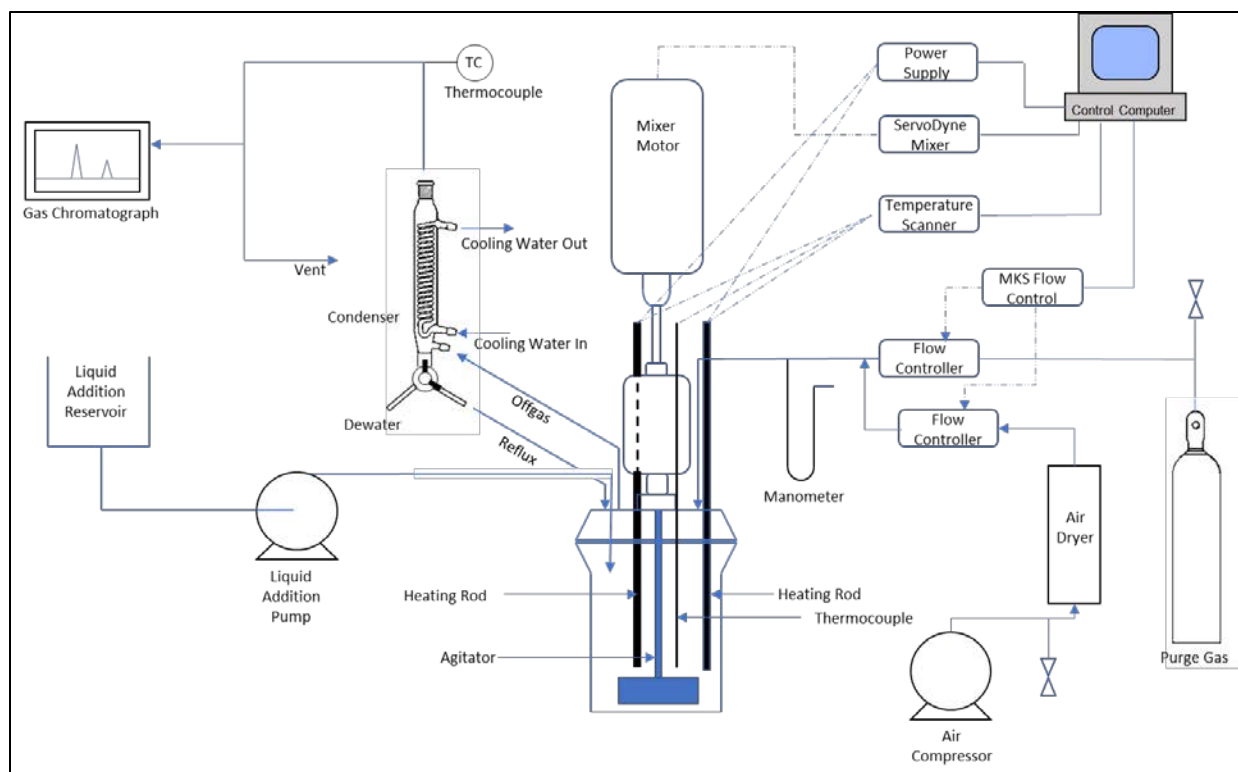 TC
Thermocouple
Gas Chromatograph
Vent
Condenser
Cooling Water Out
Cooling Water In
Dewater
Offgas
Reflux
Liquid
Addition
Reservoir
Liquid
Addition
Pump
Mixer
Motor
Power
Supply
ServoDyne
Mixer
Temperature
Scanner
Control Computer
MKS Flow
Control
Flow
Controller
Flow
Controller
Manometer
Air
Dryer
Air
Compressor
Purge Gas
Heating Rod
Heating Rod
Thermocouple
Agitator